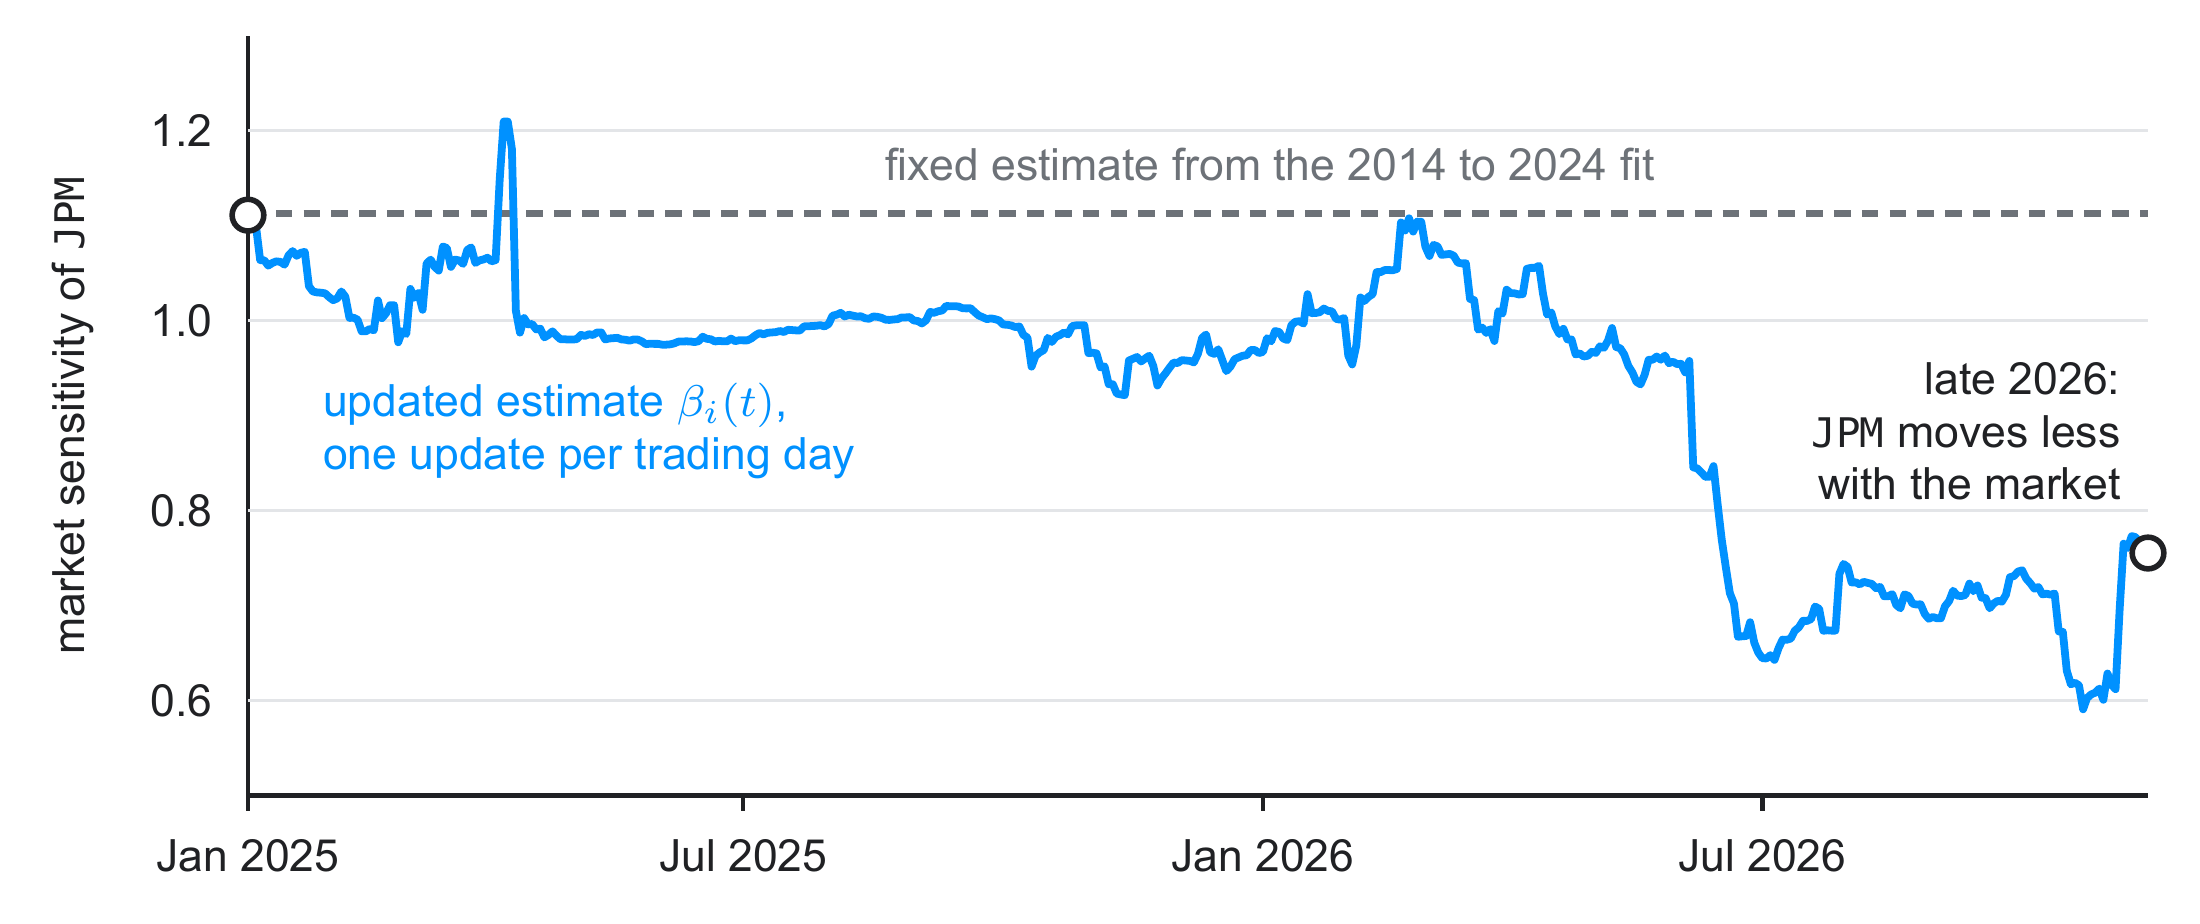 market sensitivity of JPM
1.2
1.0
0.8
0.6
fixed estimate from the 2014 to 2024 fit
updated estimate βᵢ(t),
one update per trading day
late 2026:
JPM moves less
with the market
Jan 2025
Jul 2025
Jan 2026
Jul 2026